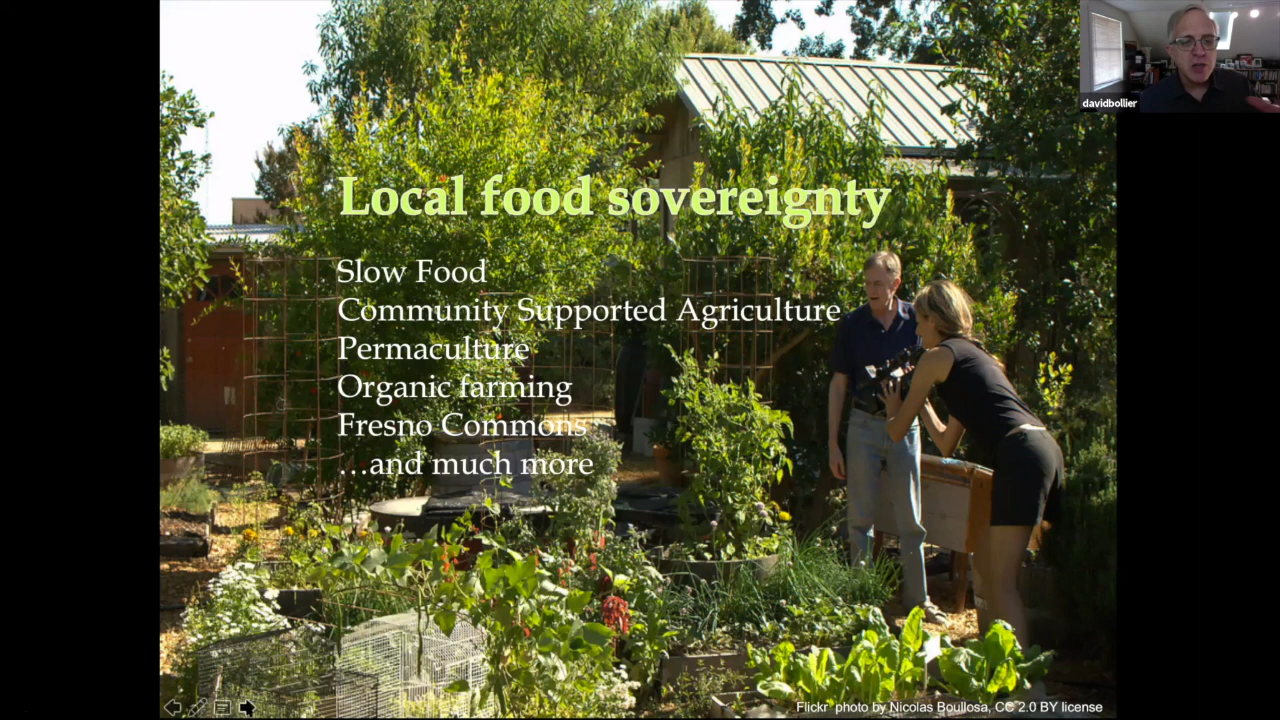 davidbollier
Local food sovereignty
Slow Food
Community Supported Agriculture
Permaculture
Organic farming
Fresno Commons
…and much more
Flickr photo by Nicolas Boullosa, CC 2.0 BY license